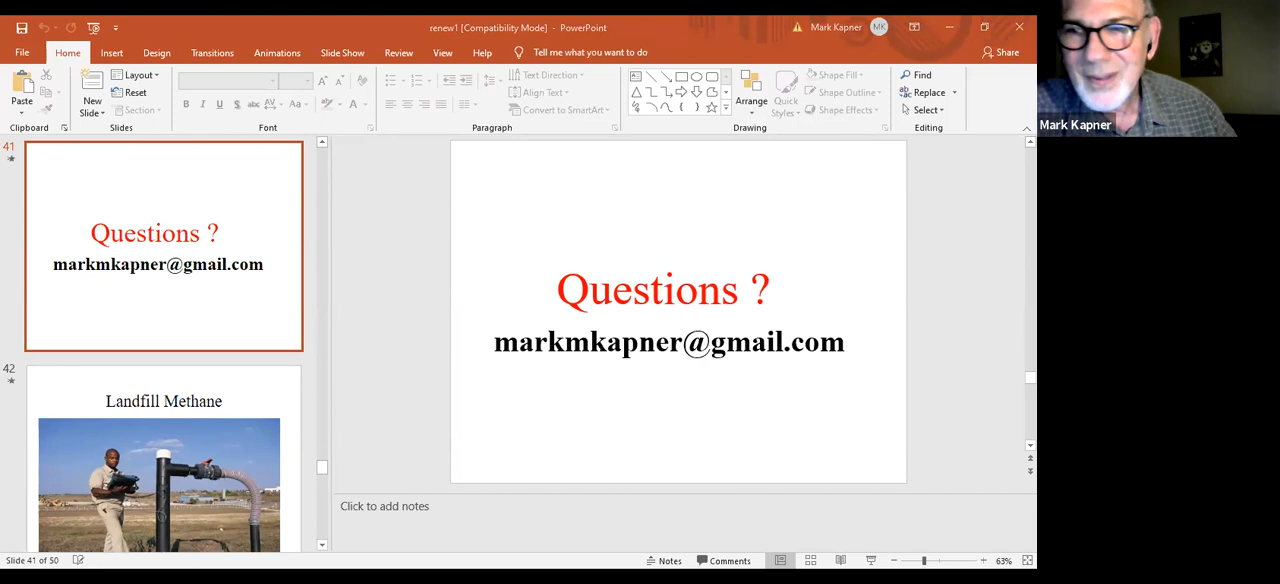 renew1 [Compatibility Mode] - PowerPoint
Mark Kapner
MK
File
Home
Insert
Design
Transitions
Animations
Slide Show
Review
View
Help
Tell me what you want to do
Share
Paste
Clipboard
New
Slide
Layout
Reset
Section
Slides
B I U S abc AV Aa A
Font
Text Direction
Align Text
Convert to SmartArt
Paragraph
Arrange
Quick
Styles
Shape Fill
Shape Outline
Shape Effects
Drawing
Find
Replace
Select
Editing
Mark Kapner
41
Questions ?
markmkapner@gmail.com
42
Landfill Methane
Questions ?
markmkapner@gmail.com
Click to add notes
Slide 41 of 50
Notes
Comments
63%